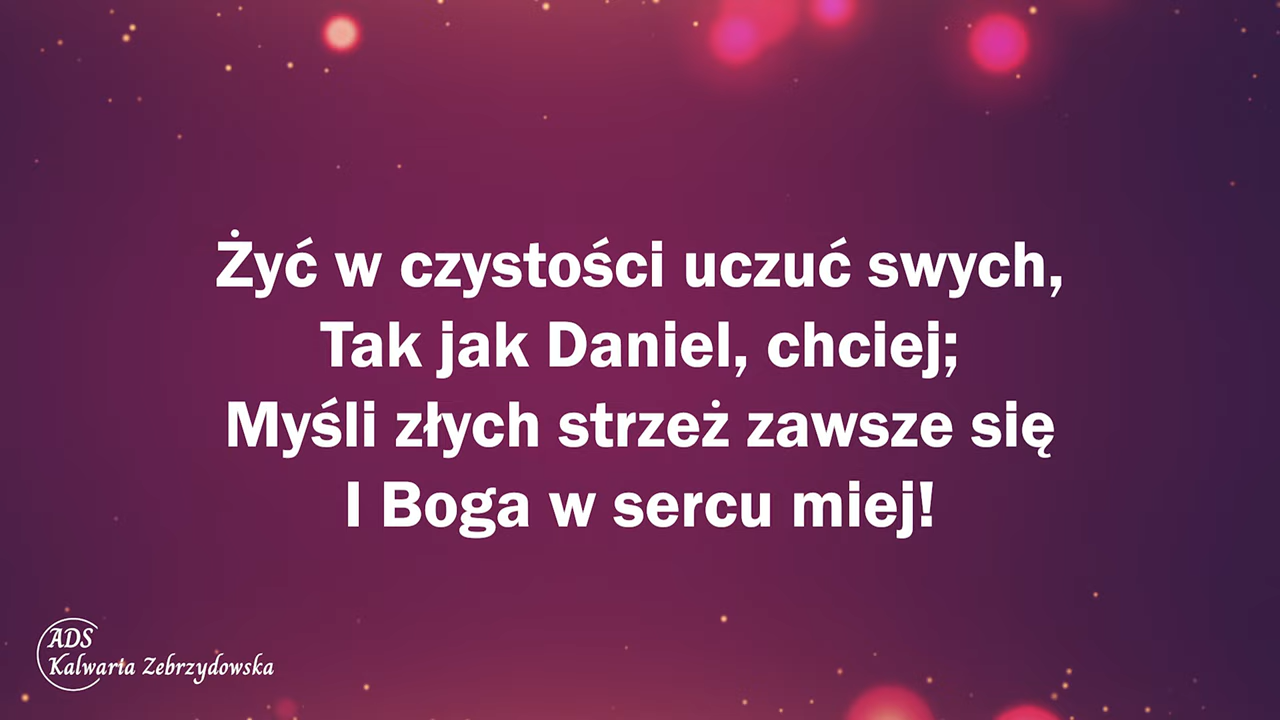 Żyć w czystości uczuć swych,
Tak jak Daniel, chciej;
Myśli złych strzeż zawsze się
I Boga w sercu miej!
ADS
Kalwaria Zebrzydowska